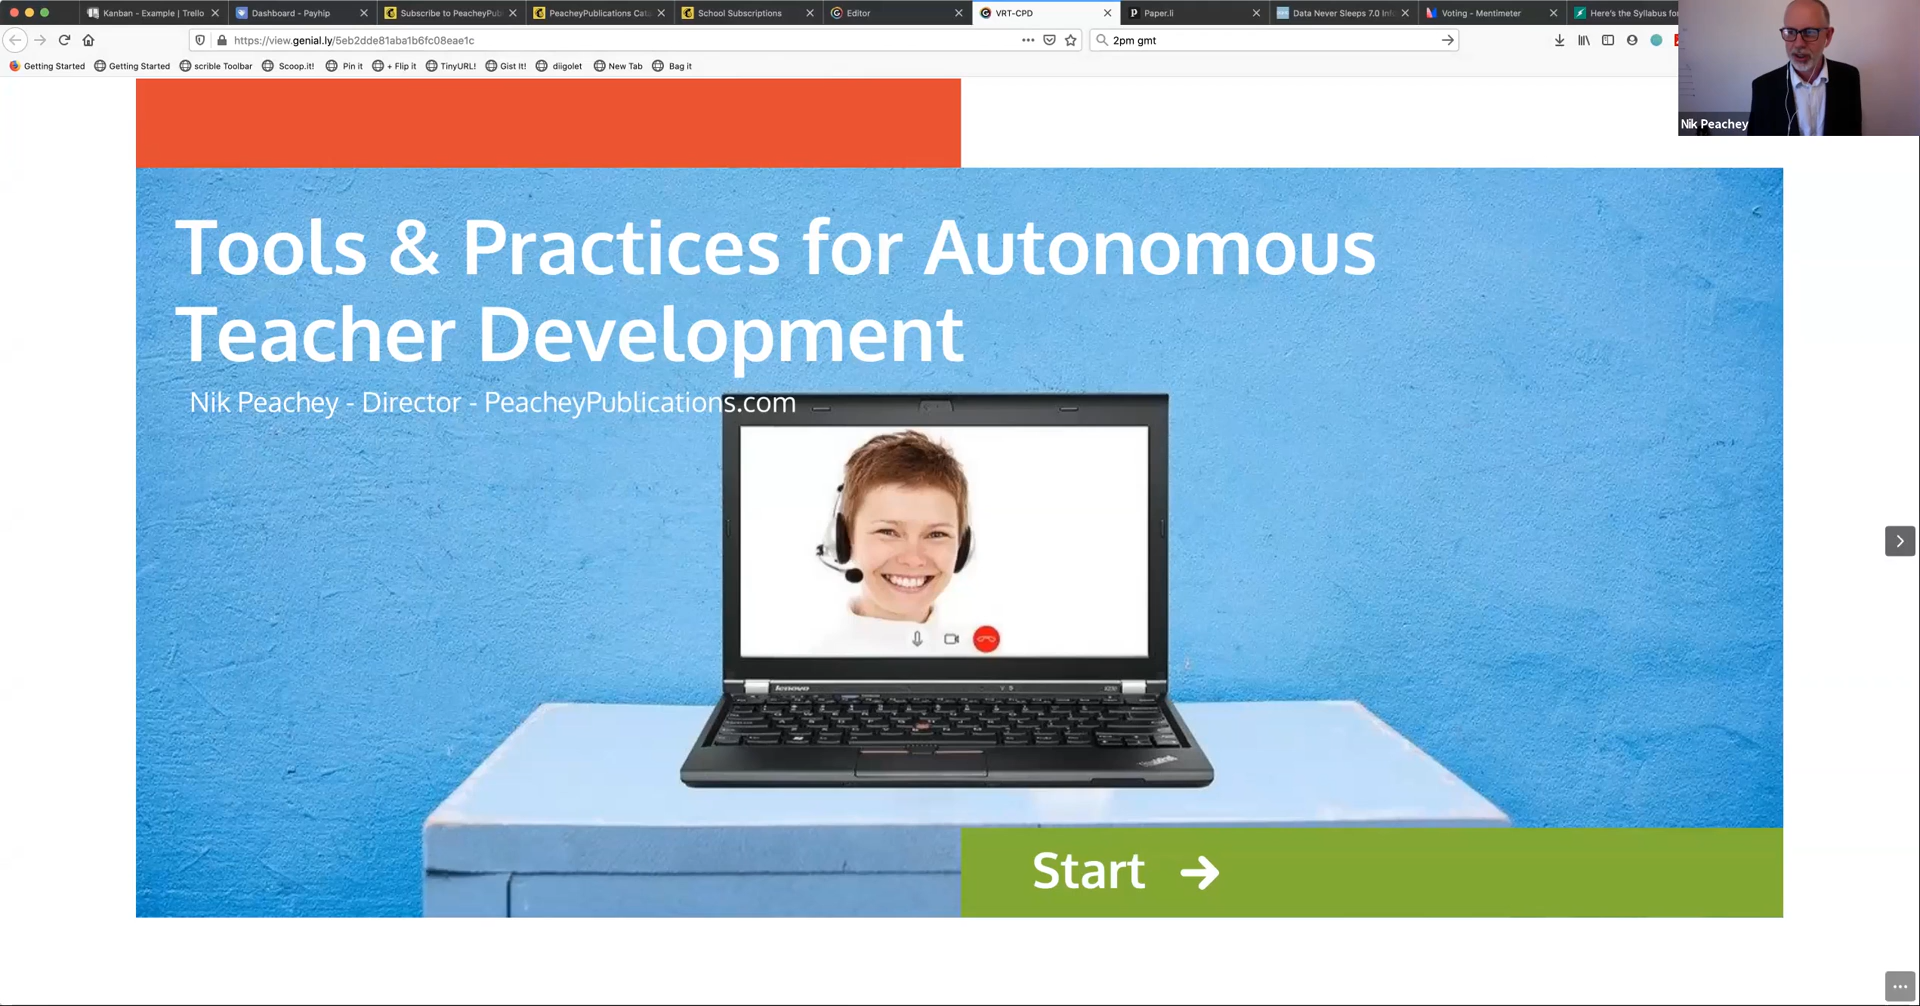 Kanban - Example | Trello
Dashboard - Payhip
Subscribe to PeacheyPub
PeacheyPublications Cata
School Subscriptions
Editor
VRT-CPD
Paper.li
Data Never Sleeps 7.0 Info
Voting - Mentimeter
Here's the Syllabus for
https://view.genial.ly/5eb2dde81aba1b6fc08eae1c
2pm gmt
Getting Started
Getting Started
scrible Toolbar
Scoop.it!
Pin it
+ Flip it
TinyURL!
Gist It!
diigolet
New Tab
Bag it
Nik Peachey
Tools & Practices for Autonomous
Teacher Development
Nik Peachey - Director - PeacheyPublications.com
lenovo
ThinkPad
Start